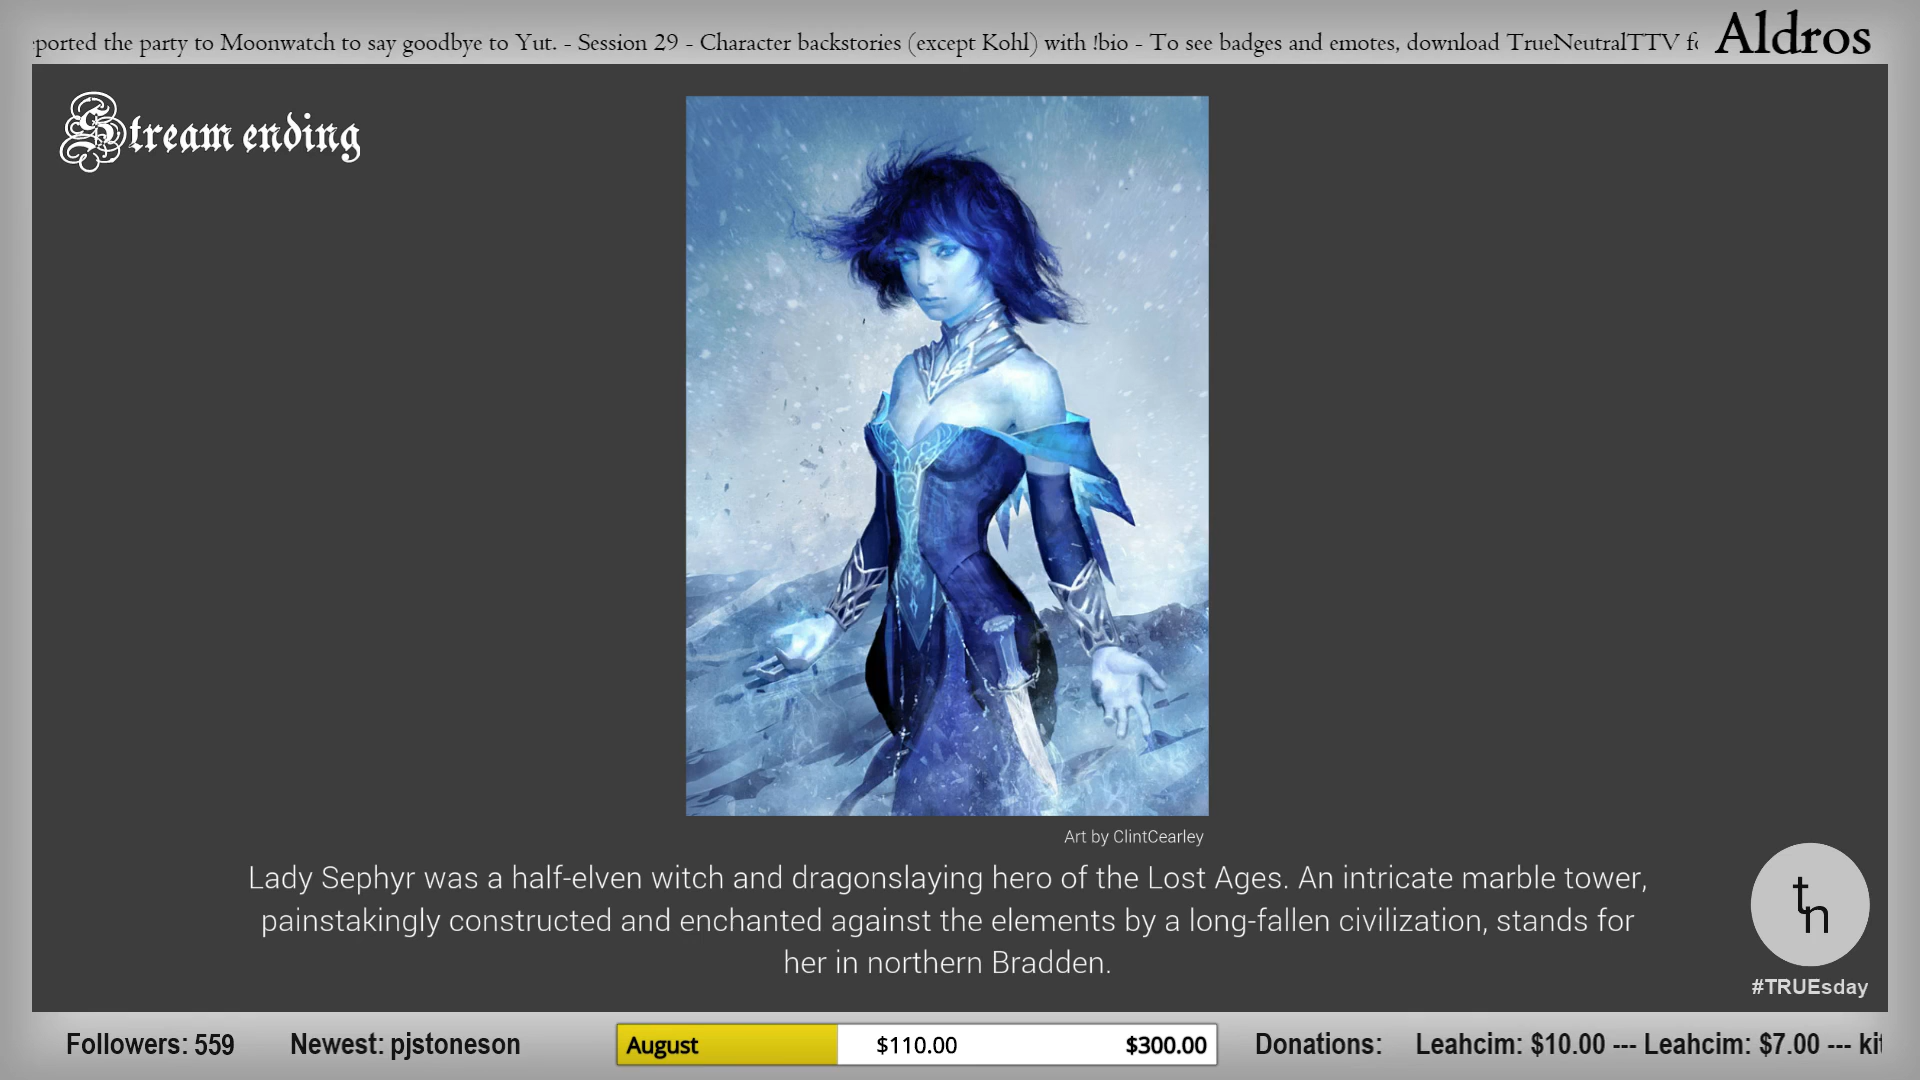 the party to Moonwatch to say goodbye to Yut. - Session 29 - Character backstories (except Kohl) with !bio - To see badges and emotes, download TrueNeutralTTV
Aldros
Stream ending
Art by ClintCearley
Lady Sephyr was a half-elven witch and dragonslaying hero of the Lost Ages. An intricate marble tower,
painstakingly constructed and enchanted against the elements by a long-fallen civilization, stands for
her in northern Bradden.
tn
#TRUEsday
Followers: 559
Newest: pjstoneson
August
$110.00
$300.00
Donations:
Leahcim: $10.00 --- Leahcim: $7.00 ---